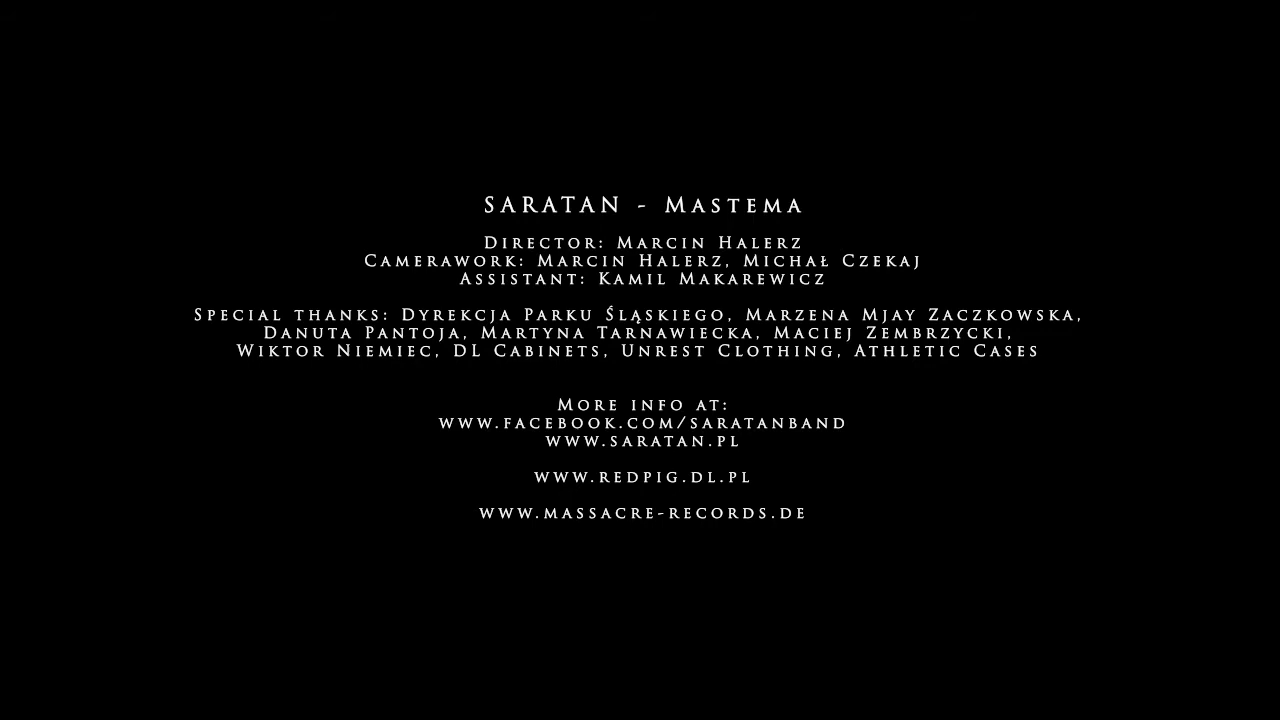 SARATAN - Mastema
Director: Marcin Halerz
Camerawork: Marcin Halerz, Michał Czekaj
Assistant: Kamil Makarewicz
Special thanks: Dyrekcja Parku Śląskiego, Marzena Mjay Zaczkowska,
Danuta Pantoja, Martyna Tarnawiecka, Maciej Zembrzycki,
Wiktor Niemiec, DL Cabinets, Unrest Clothing, Athletic Cases
More info at:
www.facebook.com/saratanband
www.saratan.pl
www.redpig.dl.pl
www.massacre-records.de